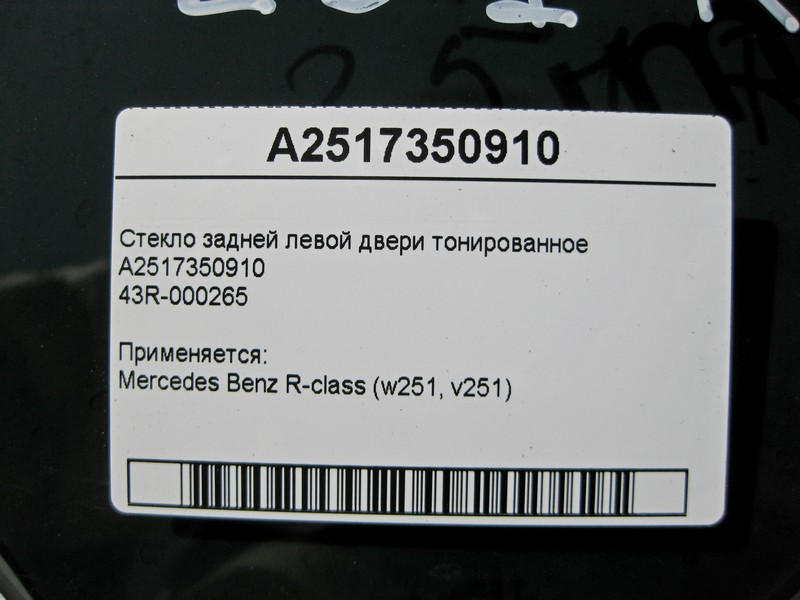 A2517350910
Стекло задней левой двери тонированное
A2517350910
43R-000265
Применяется:
Mercedes Benz R-class (w251, v251)